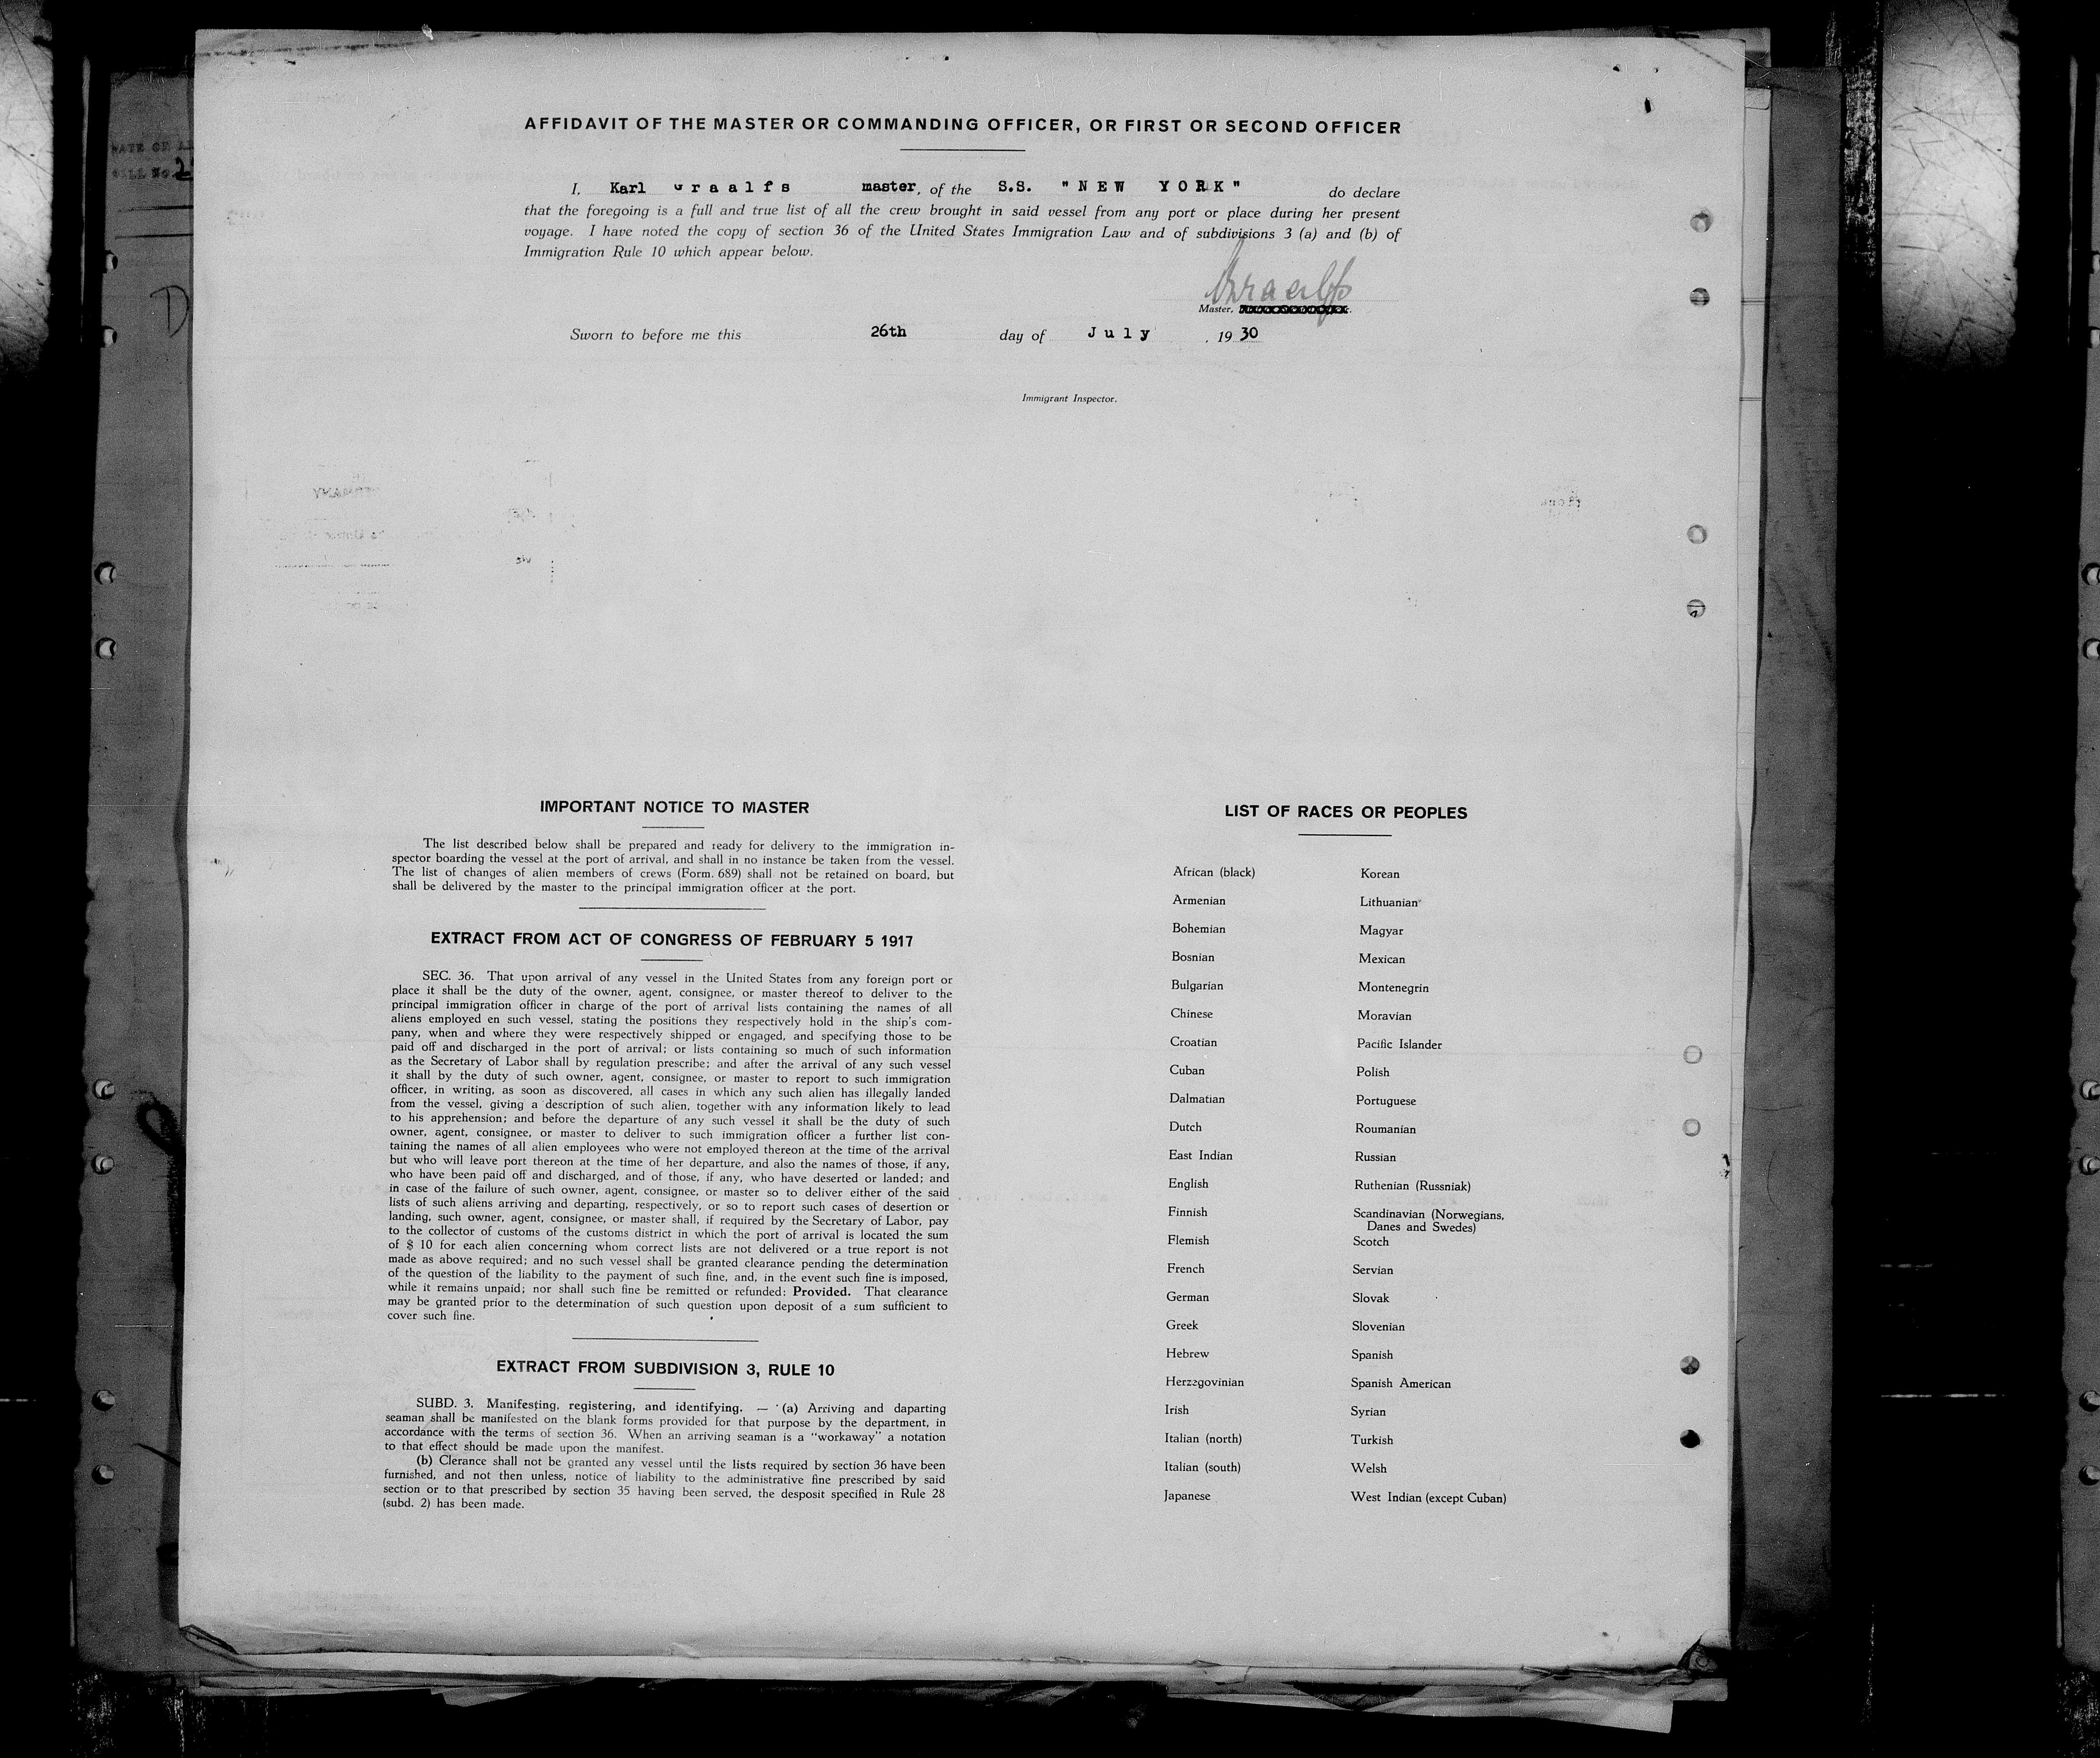 AFFIDAVIT OF THE MASTER OR COMMANDING OFFICER, OR FIRST OR SECOND OFFICER
I, Karl Graalfs master, of the S.S. "NEW YORK" do declare
that the foregoing is a full and true list of all the crew brought in said vessel from any port or place during her present
voyage. I have noted the copy of section 36 of the United States Immigration Law and of subdivisions 3 (a) and (b) of
Immigration Rule 10 which appear below.
Graalfs
Master,
Sworn to before me this 26th day of July, 1930
Immigrant Inspector.
IMPORTANT NOTICE TO MASTER
The list described below shall be prepared and ready for delivery to the immigration in-
spector boarding the vessel at the port of arrival, and shall in no instance be taken from the vessel.
The list of changes of alien members of crews (Form. 689) shall not be retained on board, but
shall be delivered by the master to the principal immigration officer at the port.
EXTRACT FROM ACT OF CONGRESS OF FEBRUARY 5 1917
SEC. 36. That upon arrival of any vessel in the United States from any foreign port or
place it shall be the duty of the owner, agent, consignee, or master thereof to deliver to the
principal immigration officer in charge of the port of arrival lists containing the names of all
aliens employed en such vessel, stating the positions they respectively hold in the ship's com-
pany, when and where they were respectively shipped or engaged, and specifying those to be
paid off and discharged in the port of arrival; or lists containing so much of such information
as the Secretary of Labor shall by regulation prescribe; and after the arrival of any such vessel
it shall by the duty of such owner, agent, consignee, or master to report to such immigration
officer, in writing, as soon as discovered, all cases in which any such alien has illegally landed
from the vessel, giving a description of such alien, together with any information likely to lead
to his apprehension; and before the departure of any such vessel it shall be the duty of such
owner, agent, consignee, or master to deliver to such immigration officer a further list con-
taining the names of all alien employees who were not employed thereon at the time of the arrival
but who will leave port thereon at the time of her departure, and also the names of those, if any,
who have been paid off and discharged, and of those, if any, who have deserted or landed; and
in case of the failure of such owner, agent, consignee, or master so to deliver either of the said
lists of such aliens arriving and departing, respectively, or so to report such cases of desertion or
landing, such owner, agent, consignee, or master shall, if required by the Secretary of Labor, pay
to the collector of customs of the customs district in which the port of arrival is located the sum
of $ 10 for each alien concerning whom correct lists are not delivered or a true report is not
made as above required; and no such vessel shall be granted clearance pending the determination
of the question of the liability to the payment of such fine, and, in the event such fine is imposed,
while it remains unpaid; nor shall such fine be remitted or refunded: Provided. That clearance
may be granted prior to the determination of such question upon deposit of a sum sufficient to
cover such fine.
EXTRACT FROM SUBDIVISION 3, RULE 10
SUBD. 3. Manifesting, registering, and identifying. — (a) Arriving and daparting
seaman shall be manifested on the blank forms provided for that purpose by the department, in
accordance with the terms of section 36. When an arriving seaman is a "workaway" a notation
to that effect should be made upon the manifest.
(b) Clerance shall not be granted any vessel until the lists required by section 36 have been
furnished, and not then unless, notice of liability to the administrative fine prescribed by said
section or to that prescribed by section 35 having been served, the desposit specified in Rule 28
(subd. 2) has been made.
LIST OF RACES OR PEOPLES
African (black)
Armenian
Bohemian
Bosnian
Bulgarian
Chinese
Croatian
Cuban
Dalmatian
Dutch
East Indian
English
Finnish
Flemish
French
German
Greek
Hebrew
Herzegovinian
Irish
Italian (north)
Italian (south)
Japanese
Korean
Lithuanian
Magyar
Mexican
Montenegrin
Moravian
Pacific Islander
Polish
Portuguese
Roumanian
Russian
Ruthenian (Russniak)
Scandinavian (Norwegians,
Danes and Swedes)
Scotch
Servian
Slovak
Slovenian
Spanish
Spanish American
Syrian
Turkish
Welsh
West Indian (except Cuban)